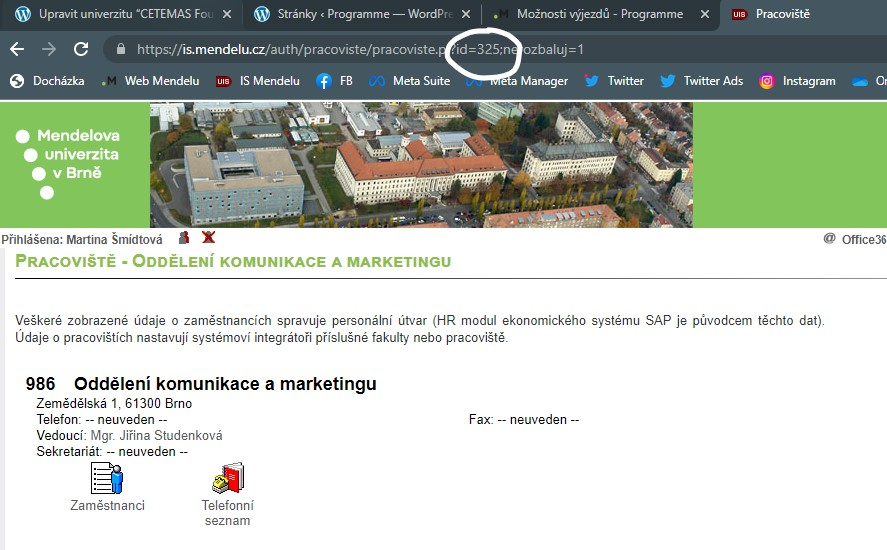 Upravit univerzitu "CETEMAS Fou
Stránky ‹ Programme — WordPre
Možnosti výjezdů - Programme
UIS Pracoviště
https://is.mendelu.cz/auth/pracoviste/pracoviste.p ?id=325;ne ozbaluj=1
Docházka
Web Mendelu
UIS IS Mendelu
FB
Meta Suite
Meta Manager
Twitter
Twitter Ads
Instagram
Or
Mendelova
univerzita
v Brně
Přihlášena: Martina Šmídtová
@ Office36
PRACOVIŠTĚ - ODDĚLENÍ KOMUNIKACE A MARKETINGU
Veškeré zobrazené údaje o zaměstnancích spravuje personální útvar (HR modul ekonomického systému SAP je původcem těchto dat).
Údaje o pracovištích nastavují systémoví integrátoři příslušné fakulty nebo pracoviště.
986 Oddělení komunikace a marketingu
Zemědělská 1, 61300 Brno
Telefon: -- neuveden --
Fax: -- neuveden --
Vedoucí: Mgr. Jiřina Studenková
Sekretariát: -- neuveden --
Zaměstnanci
Telefonní
seznam